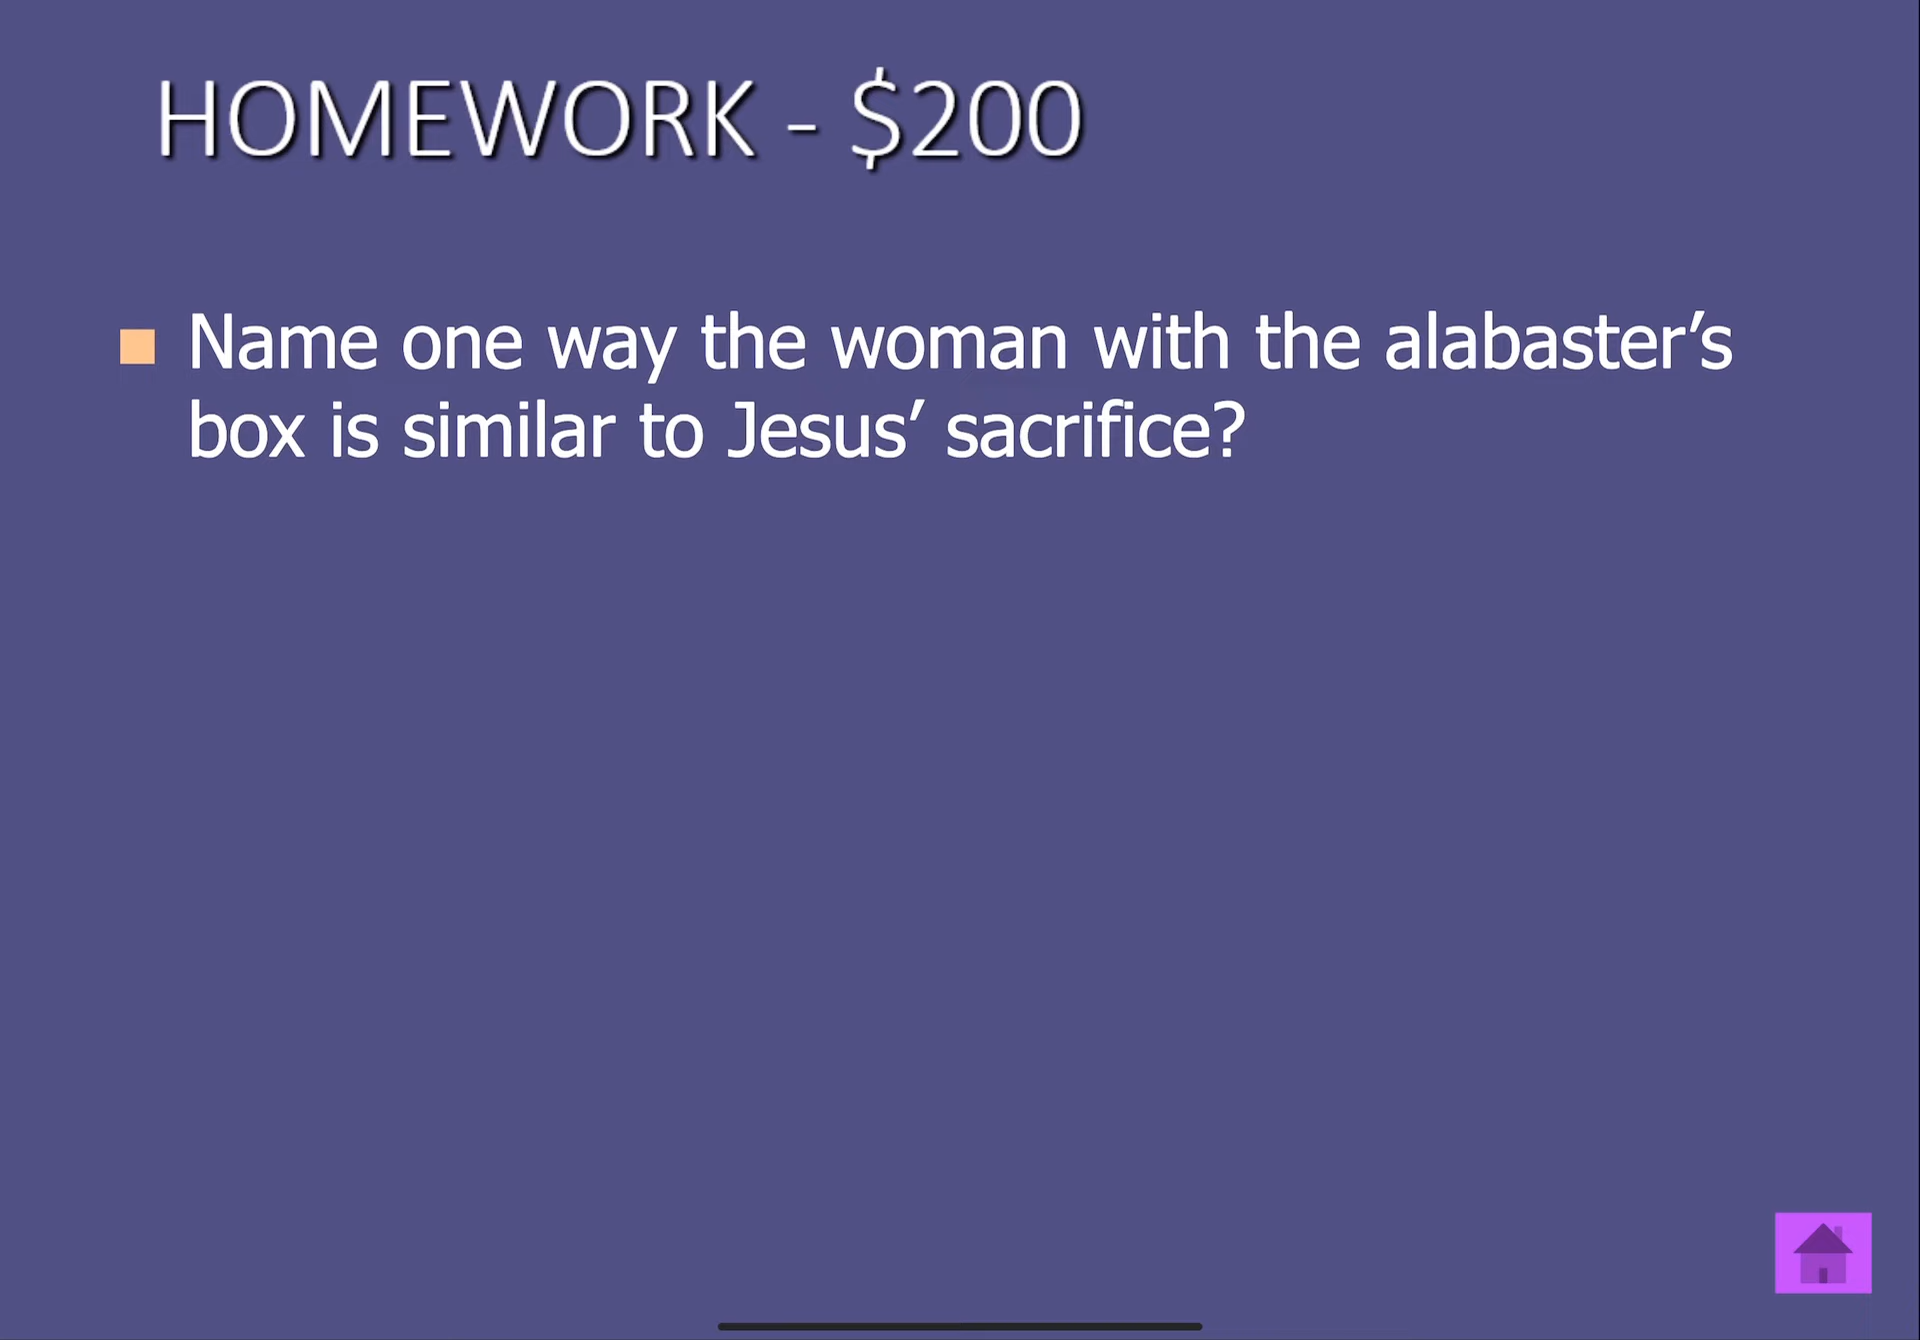 HOMEWORK - $200
Name one way the woman with the alabaster’s
box is similar to Jesus’ sacrifice?